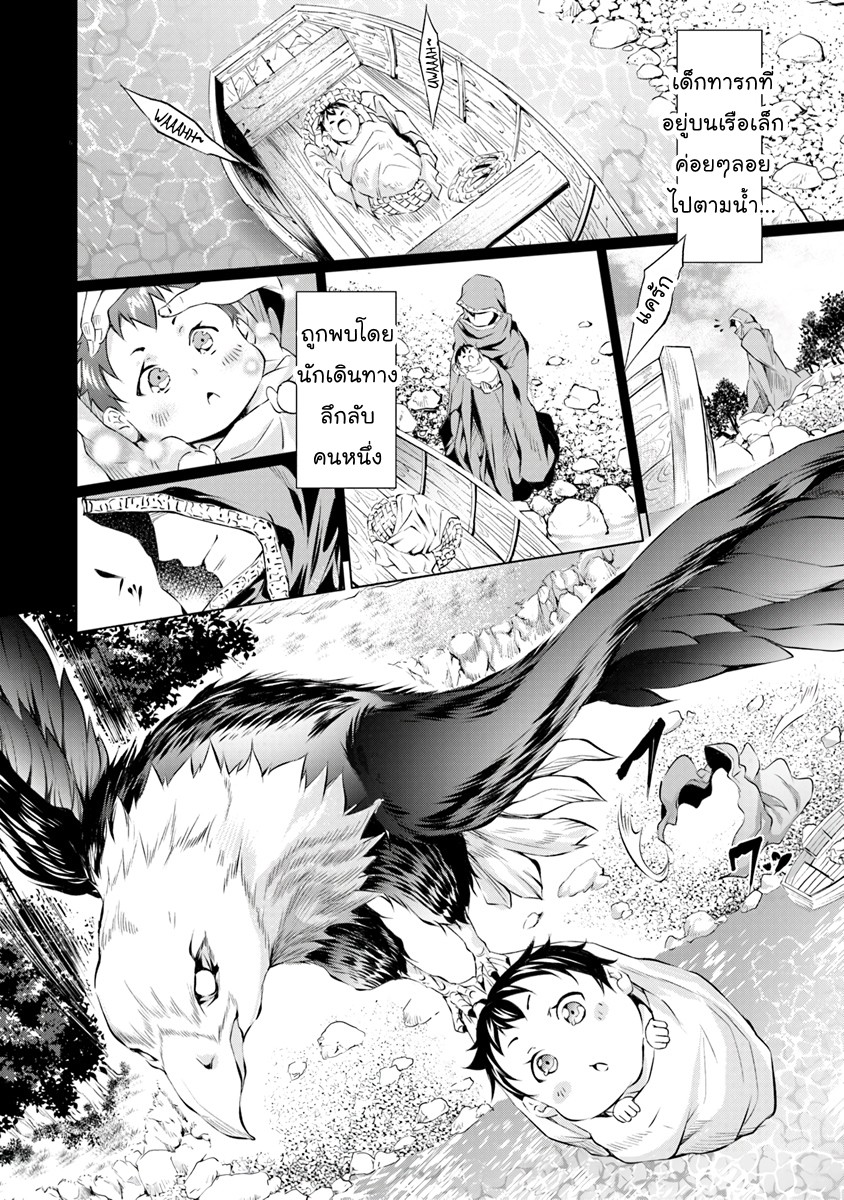 เด็กทารกที่
อยู่บนเรือเล็ก
ค่อยๆลอย
ไปตามน้ำ...
UWAAHH~
WAAAHH~
แค้รก
ถูกพบโดย
นักเดินทาง
ลึกลับ
คนหนึ่ง